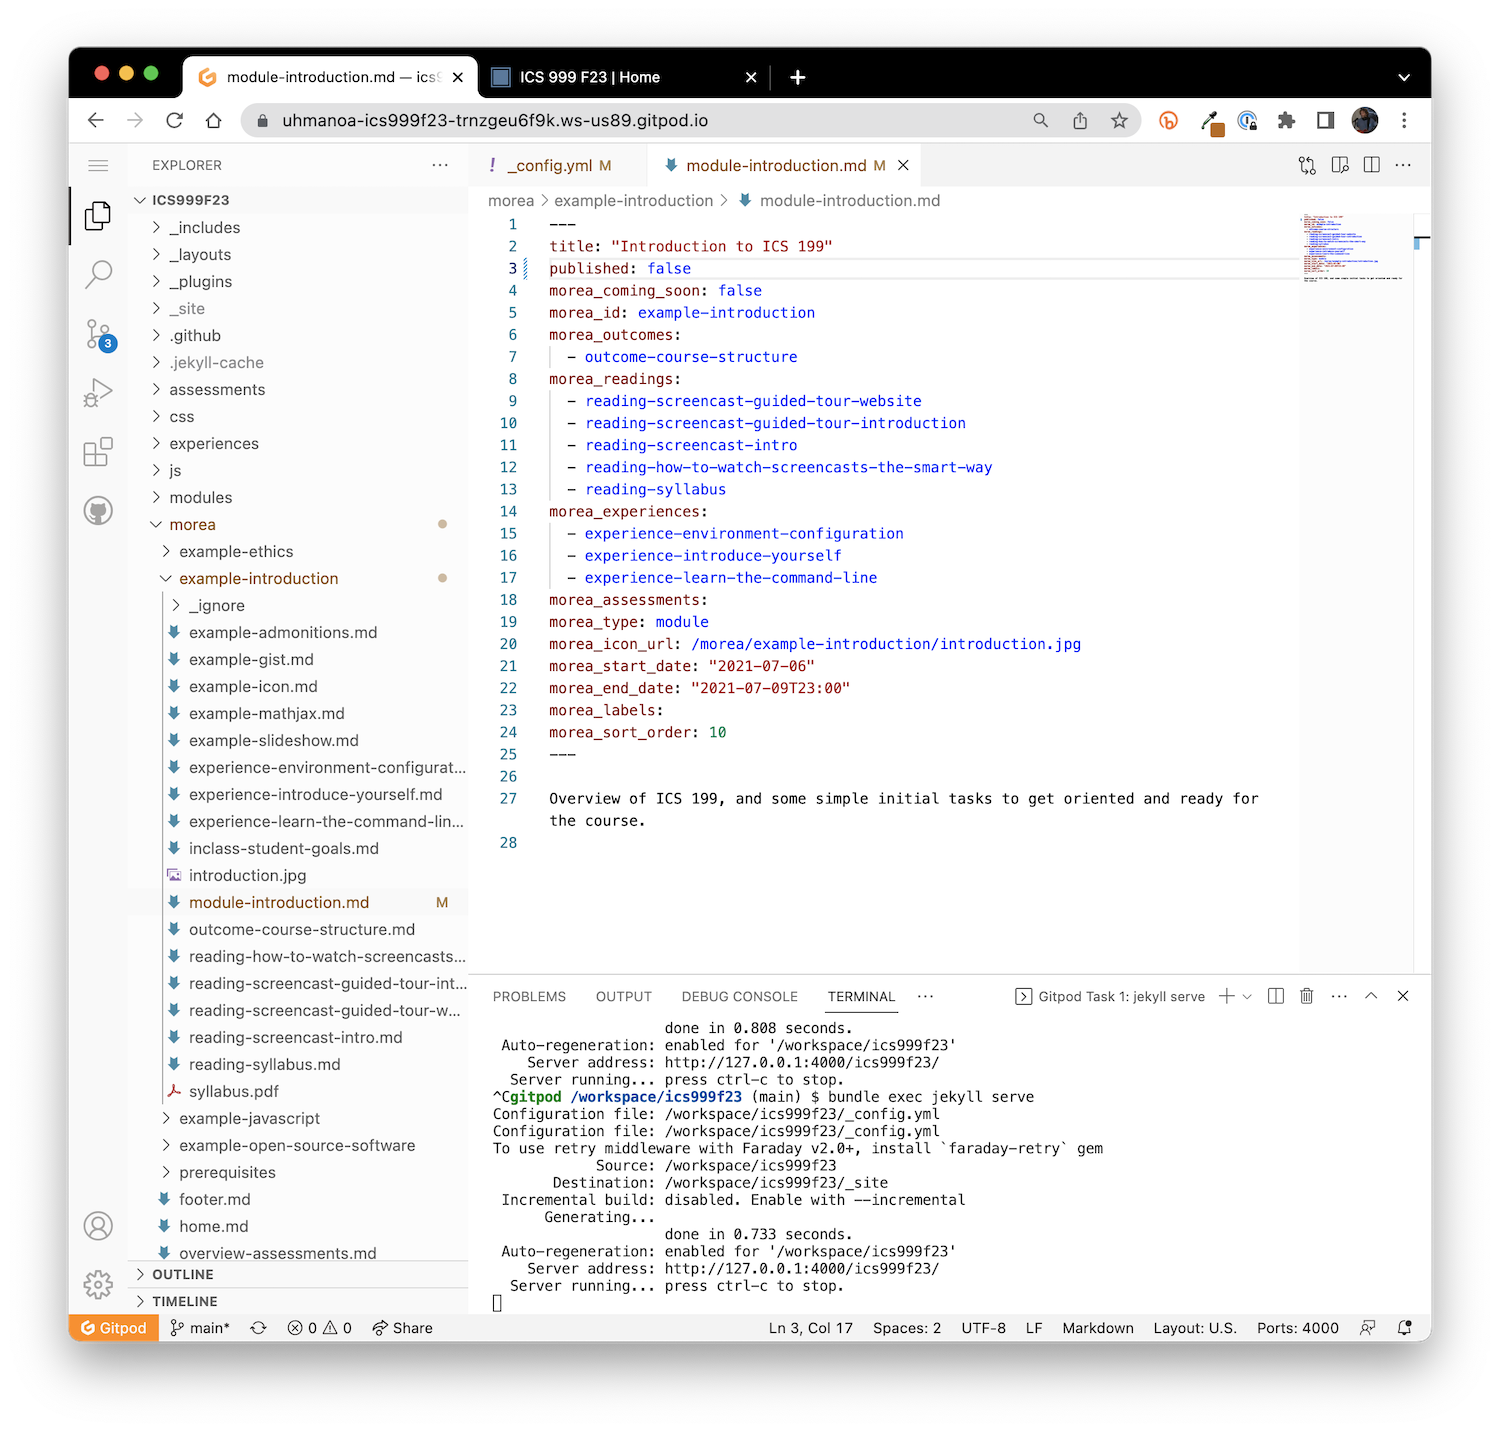 module-introduction.md — ics9
ICS 999 F23 | Home
uhmanoa-ics999f23-trnzgeu6f9k.ws-us89.gitpod.io
EXPLORER
ICS999F23
_includes
_layouts
_plugins
_site
.github
.jekyll-cache
assessments
css
experiences
js
modules
morea
example-ethics
example-introduction
_ignore
example-admonitions.md
example-gist.md
example-icon.md
example-mathjax.md
example-slideshow.md
experience-environment-configurat...
experience-introduce-yourself.md
experience-learn-the-command-lin...
inclass-student-goals.md
introduction.jpg
module-introduction.md M
outcome-course-structure.md
reading-how-to-watch-screencasts...
reading-screencast-guided-tour-int...
reading-screencast-guided-tour-w...
reading-screencast-intro.md
reading-syllabus.md
syllabus.pdf
example-javascript
example-open-source-software
prerequisites
footer.md
home.md
overview-assessments.md
OUTLINE
TIMELINE
3
! _config.yml M
module-introduction.md M
morea > example-introduction > module-introduction.md
1 ---
2 title: "Introduction to ICS 199"
3 published: false
4 morea_coming_soon: false
5 morea_id: example-introduction
6 morea_outcomes:
7 - outcome-course-structure
8 morea_readings:
9 - reading-screencast-guided-tour-website
10 - reading-screencast-guided-tour-introduction
11 - reading-screencast-intro
12 - reading-how-to-watch-screencasts-the-smart-way
13 - reading-syllabus
14 morea_experiences:
15 - experience-environment-configuration
16 - experience-introduce-yourself
17 - experience-learn-the-command-line
18 morea_assessments:
19 morea_type: module
20 morea_icon_url: /morea/example-introduction/introduction.jpg
21 morea_start_date: "2021-07-06"
22 morea_end_date: "2021-07-09T23:00"
23 morea_labels:
24 morea_sort_order: 10
25 ---
26
27 Overview of ICS 199, and some simple initial tasks to get oriented and ready for
the course.
28
PROBLEMS OUTPUT DEBUG CONSOLE TERMINAL ··· Gitpod Task 1: jekyll serve
done in 0.808 seconds.
Auto-regeneration: enabled for '/workspace/ics999f23'
Server address: http://127.0.0.1:4000/ics999f23/
Server running... press ctrl-c to stop.
^Cgitpod /workspace/ics999f23 (main) $ bundle exec jekyll serve
Configuration file: /workspace/ics999f23/_config.yml
Configuration file: /workspace/ics999f23/_config.yml
To use retry middleware with Faraday v2.0+, install `faraday-retry` gem
Source: /workspace/ics999f23
Destination: /workspace/ics999f23/_site
Incremental build: disabled. Enable with --incremental
Generating...
done in 0.733 seconds.
Auto-regeneration: enabled for '/workspace/ics999f23'
Server address: http://127.0.0.1:4000/ics999f23/
Server running... press ctrl-c to stop.
Gitpod main* 0 0 Share Ln 3, Col 17 Spaces: 2 UTF-8 LF Markdown Layout: U.S. Ports: 4000